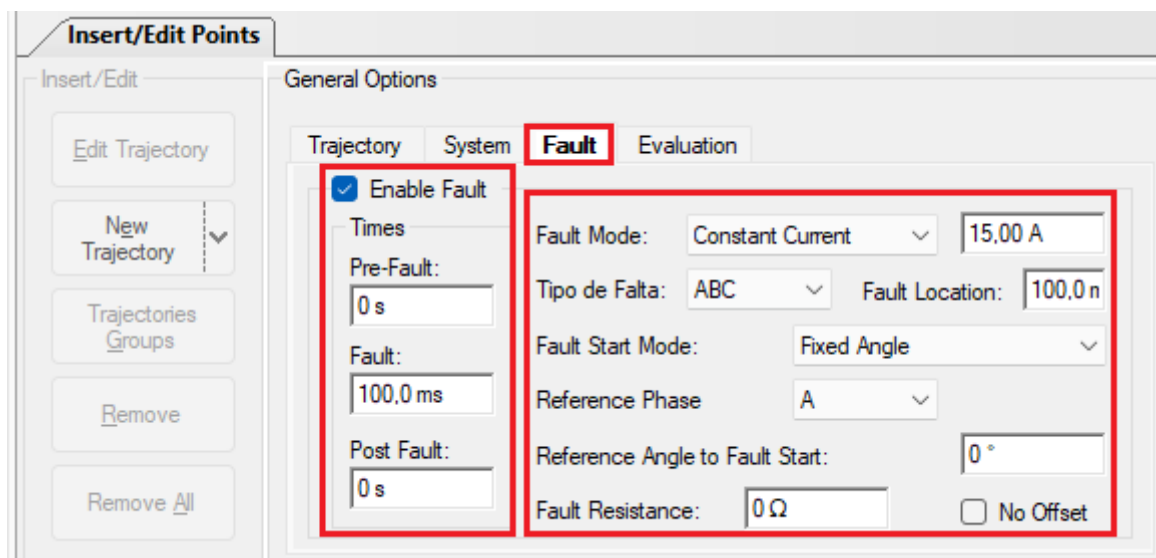 Insert/Edit Points
Insert/Edit
Edit Trajectory
New
Trajectory
Trajectories
Groups
Remove
Remove All
General Options
Trajectory System Fault Evaluation
Enable Fault
Times
Pre-Fault:
0 s
Fault:
100,0 ms
Post Fault:
0 s
Fault Mode: Constant Current 15,00 A
Tipo de Falta: ABC Fault Location: 100,0 m
Fault Start Mode: Fixed Angle
Reference Phase A
Reference Angle to Fault Start: 0 °
Fault Resistance: 0 Ω No Offset